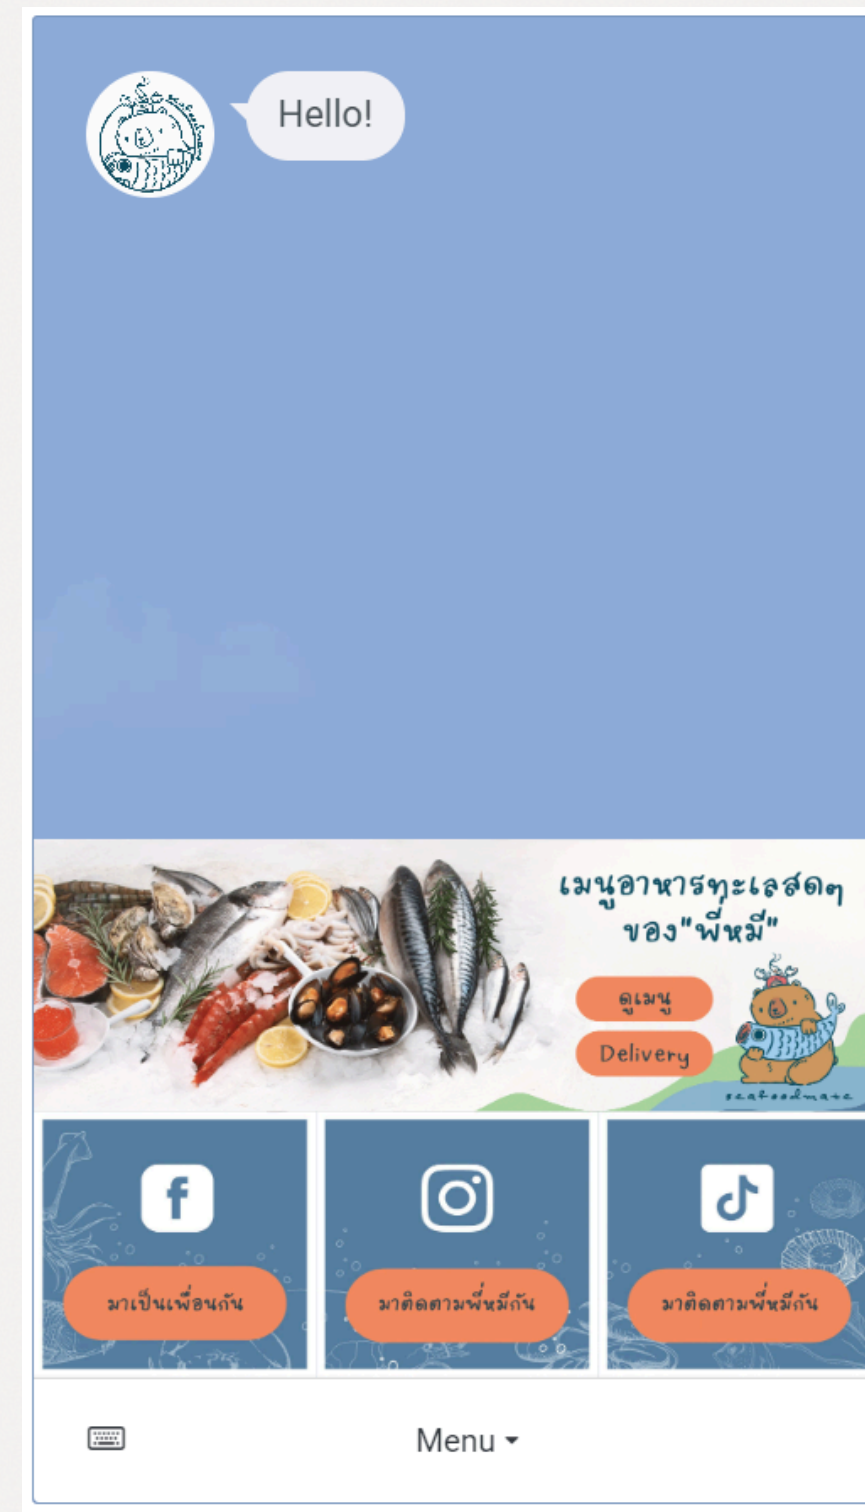 Hello!
เมนูอาหารทะเลสดๆ
ของ"พี่หมี"
ดูเมนู
Delivery
seafoodmate
มาเป็นเพื่อนกัน
มาติดตามพี่หมีกัน
มาติดตามพี่หมีกัน
Menu